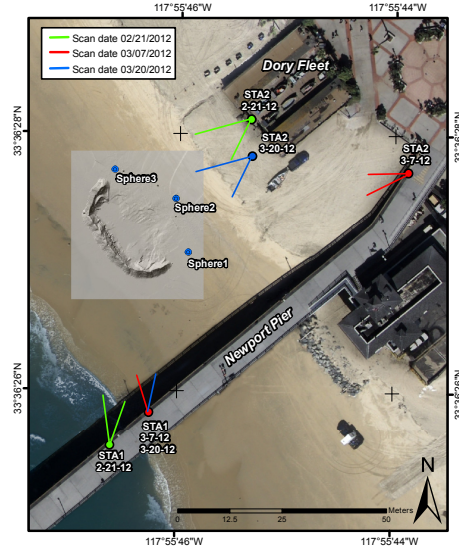 117°55'46"W
117°55'44"W
Scan date 02/21/2012
Scan date 03/07/2012
Scan date 03/20/2012
Dory Fleet
STA2
2-21-12
33°36'28"N
33°36'28"N
STA2
3-20-12
STA2
3-7-12
Sphere3
Sphere2
Sphere1
Newport Pier
33°36'26"N
33°36'26"N
STA1
3-7-12
3-20-12
STA1
2-21-12
N
Meters
0
12.5
25
50
117°55'46"W
117°55'44"W